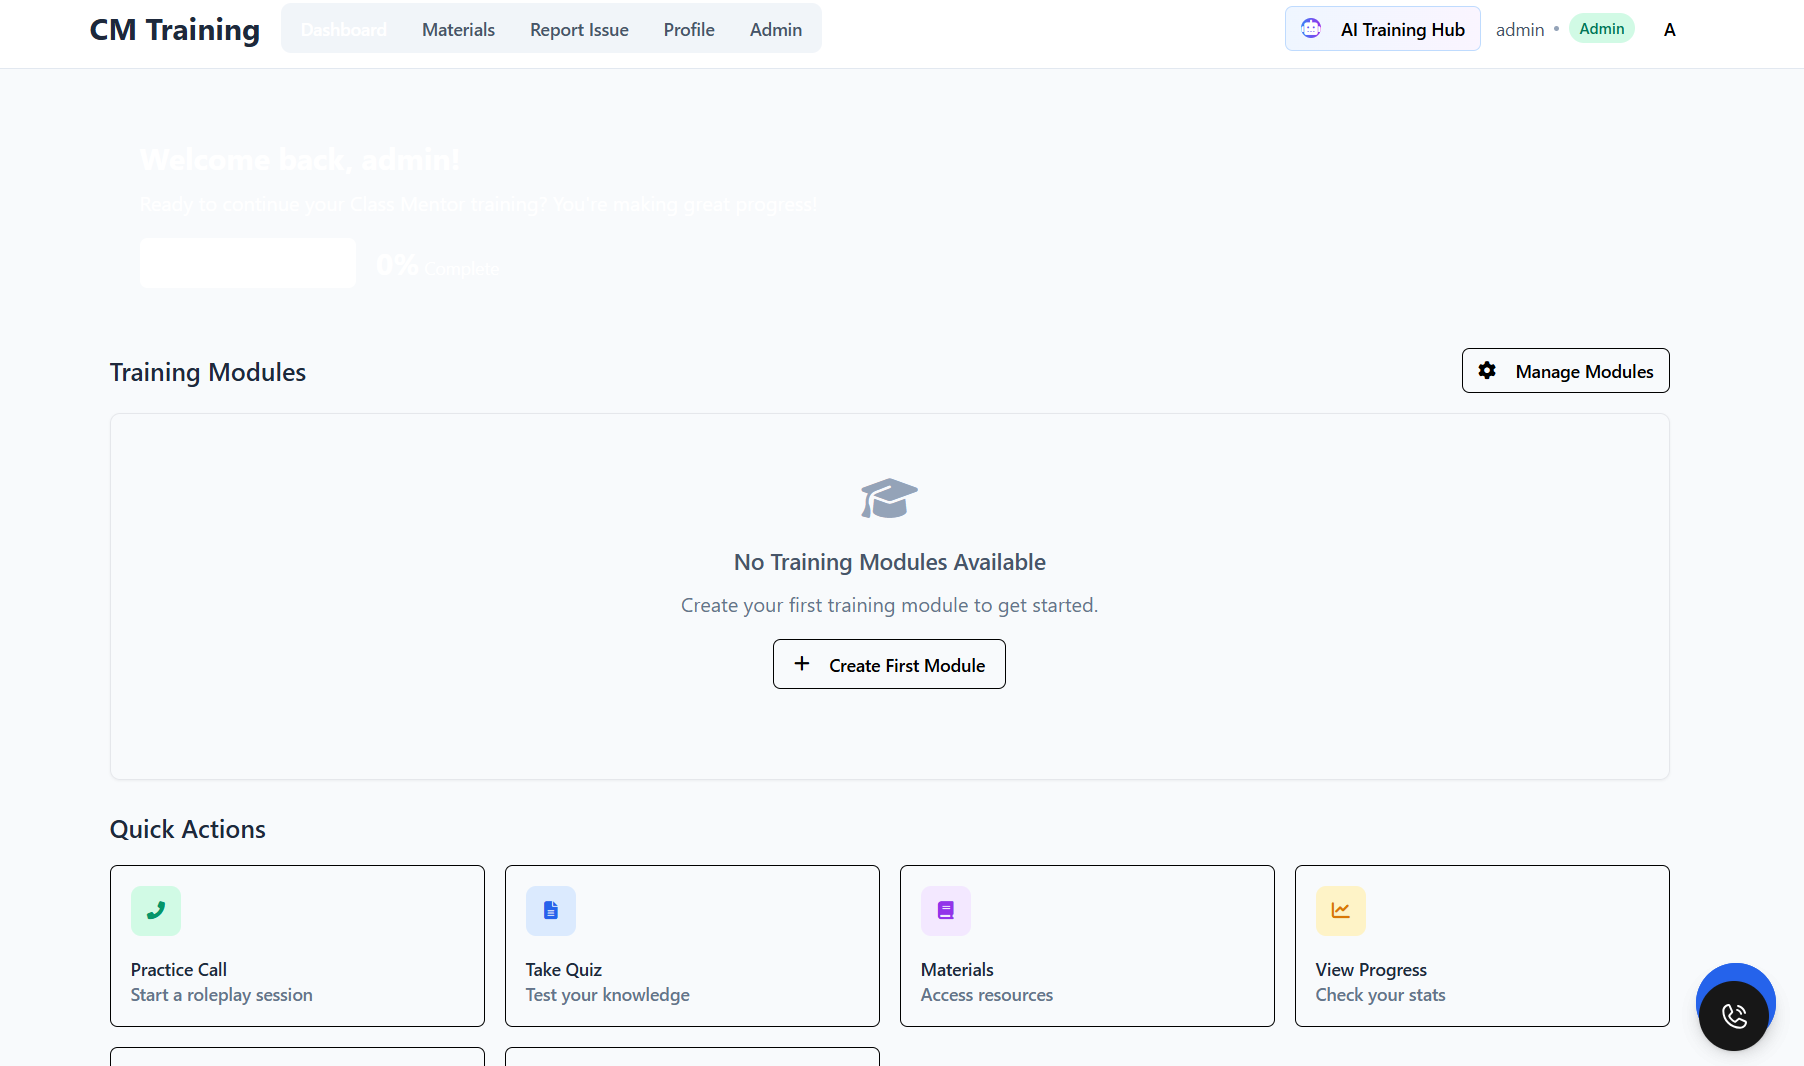 CM Training
Dashboard
Materials
Report Issue
Profile
Admin
AI Training Hub
admin •
Admin
A
Welcome back, admin!
Ready to continue your Class Mentor training? You're making great progress!
0% Complete
Training Modules
Manage Modules
No Training Modules Available
Create your first training module to get started.
Create First Module
Quick Actions
Practice Call
Start a roleplay session
Take Quiz
Test your knowledge
Materials
Access resources
View Progress
Check your stats